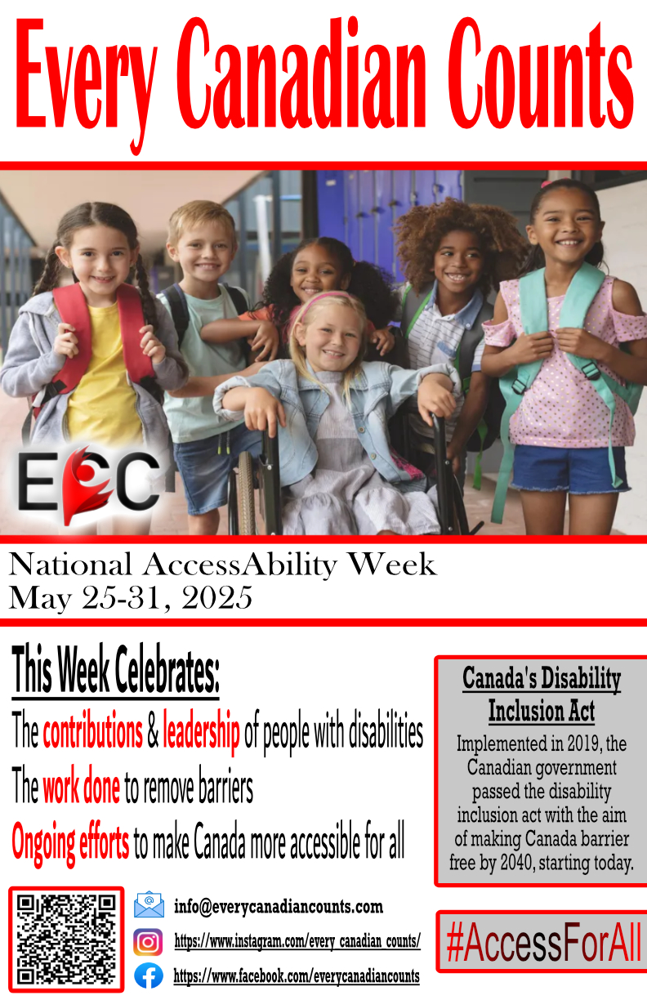 Every Canadian Counts
ECC
National AccessAbility Week
May 25-31, 2025
This Week Celebrates:
The contributions & leadership of people with disabilities
The work done to remove barriers
Ongoing efforts to make Canada more accessible for all
Canada's Disability
Inclusion Act
Implemented in 2019, the
Canadian government
passed the disability
inclusion act with the aim
of making Canada barrier
free by 2040, starting today.
info@everycanadiancounts.com
https://www.instagram.com/every_canadian_counts/
https://www.facebook.com/everycanadiancounts
#AccessForAll